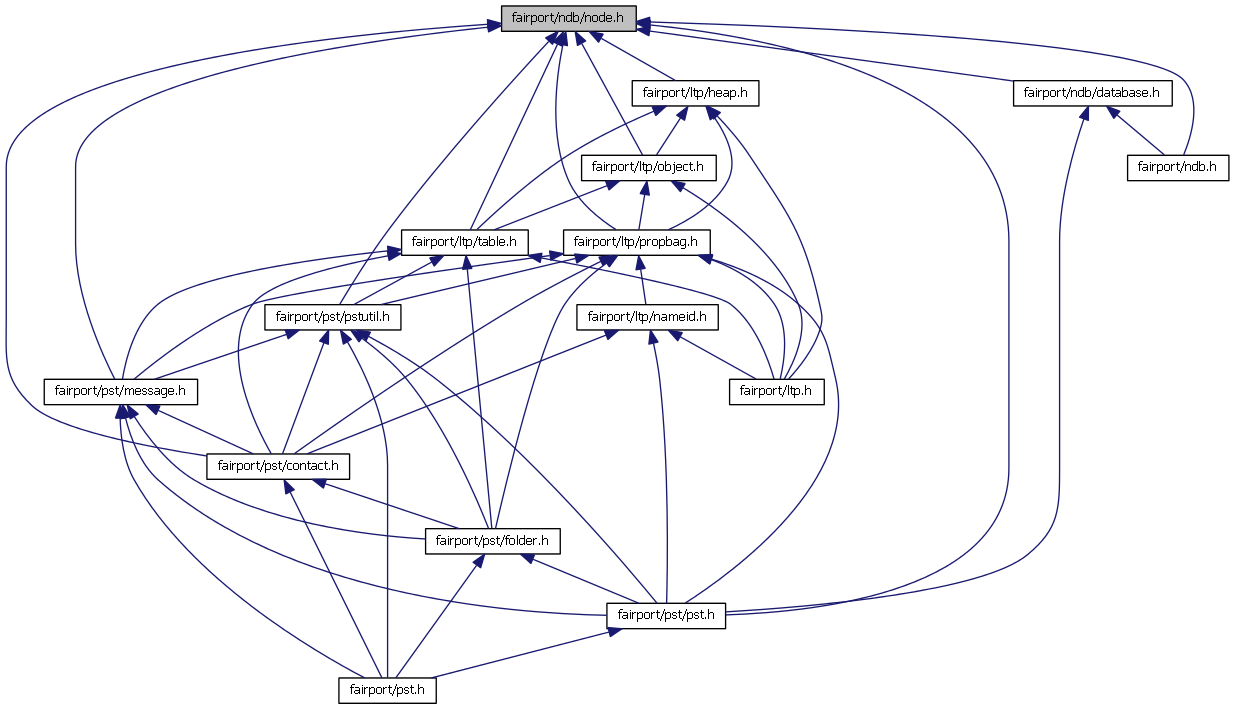 fairport/ndb/node.h
fairport/ltp/heap.h
fairport/ndb/database.h
fairport/ltp/object.h
fairport/ndb.h
fairport/ltp/table.h
fairport/ltp/propbag.h
fairport/pst/pstutil.h
fairport/ltp/nameid.h
fairport/pst/message.h
fairport/ltp.h
fairport/pst/contact.h
fairport/pst/folder.h
fairport/pst/pst.h
fairport/pst.h